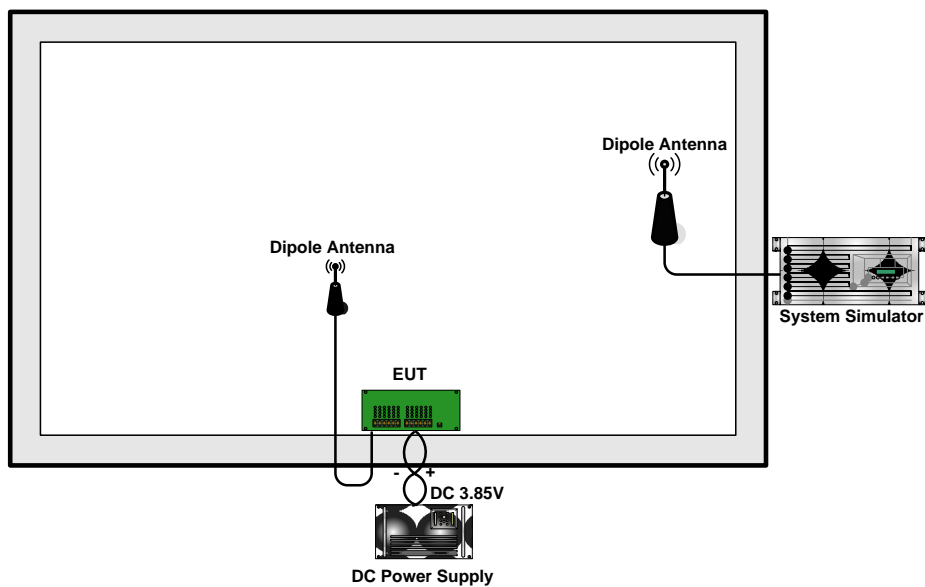 Dipole Antenna
Dipole Antenna
System Simulator
EUT
- +
DC 3.85V
DC Power Supply